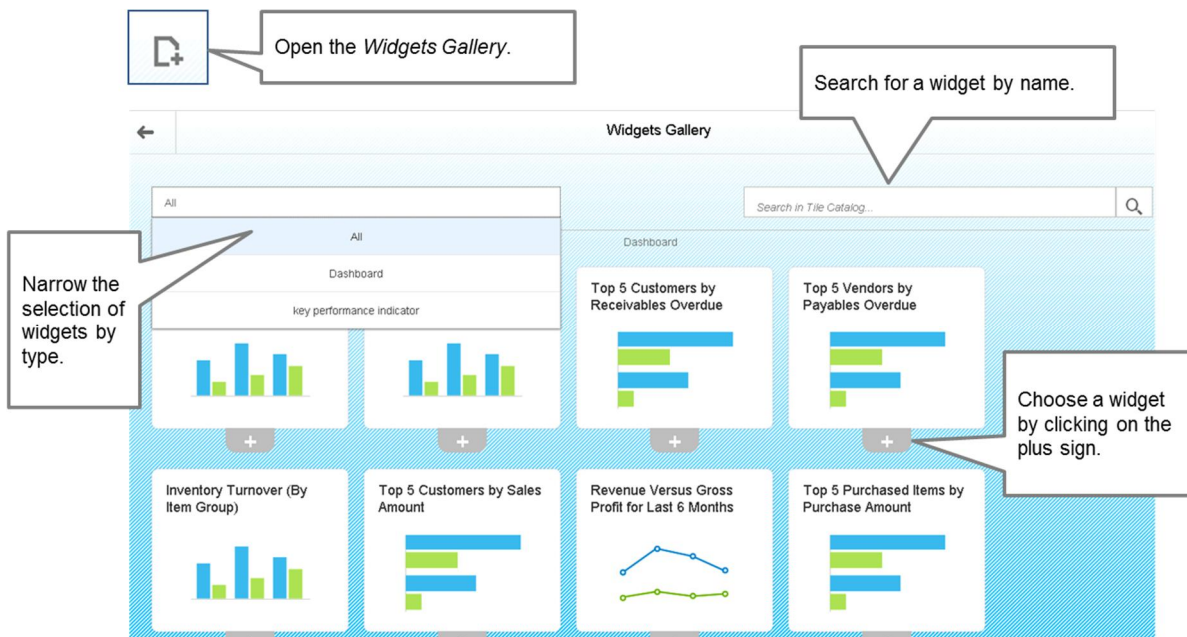 Open the Widgets Gallery.
Search for a widget by name.
Widgets Gallery
All
Search in Tile Catalog...
All
Dashboard
Dashboard
key performance indicator
Narrow the
selection of
widgets by
type.
Top 5 Customers by
Receivables Overdue
Top 5 Vendors by
Payables Overdue
Choose a widget
by clicking on the
plus sign.
Inventory Turnover (By
Item Group)
Top 5 Customers by Sales
Amount
Revenue Versus Gross
Profit for Last 6 Months
Top 5 Purchased Items by
Purchase Amount